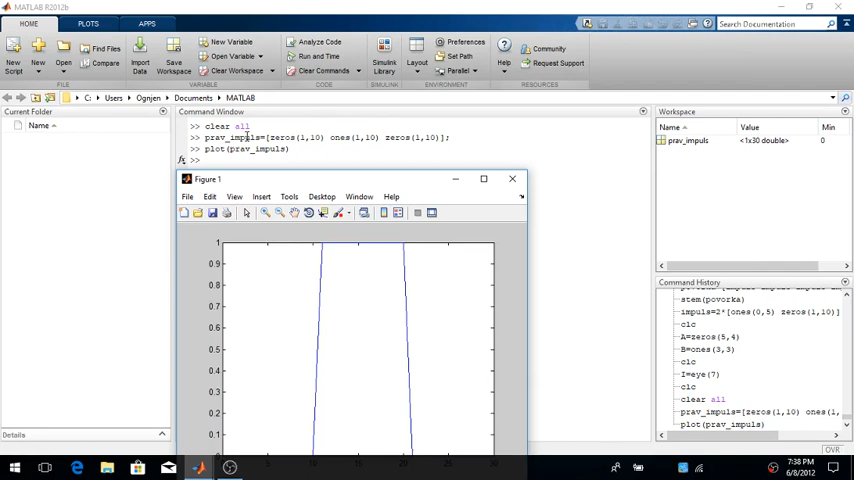 MATLAB R2012b
HOME PLOTS APPS
Search Documentation
New Script
New
Open
Find Files
Compare
Import Data
Save Workspace
New Variable
Open Variable
Clear Workspace
Analyze Code
Run and Time
Clear Commands
Simulink Library
Layout
Preferences
Set Path
Parallel
Help
Community
Request Support
FILE VARIABLE CODE SIMULINK ENVIRONMENT RESOURCES
C: Users Ognjen Documents MATLAB
Current Folder
Name
Details
Command Window
>> clear all
>> prav_impuls=[zeros(1,10) ones(1,10) zeros(1,10)];
>> plot(prav_impuls)
fx >>
Figure 1
File Edit View Insert Tools Desktop Window Help
1
0.9
0.8
0.7
0.6
0.5
0.4
0.3
0.2
0.1
0
10 20 30
Workspace
Name Value Min
prav_impuls <1x30 double> 0
Command History
stem(povorka)
impuls=2*[ones(0,5) zeros(1,10)]
clc
A=zeros(5,4)
B=ones(3,3)
clc
I=eye(7)
clc
clear all
prav_impuls=[zeros(1,10) ones(1,
plot(prav_impuls)
OVR
7:38 PM
6/8/2012